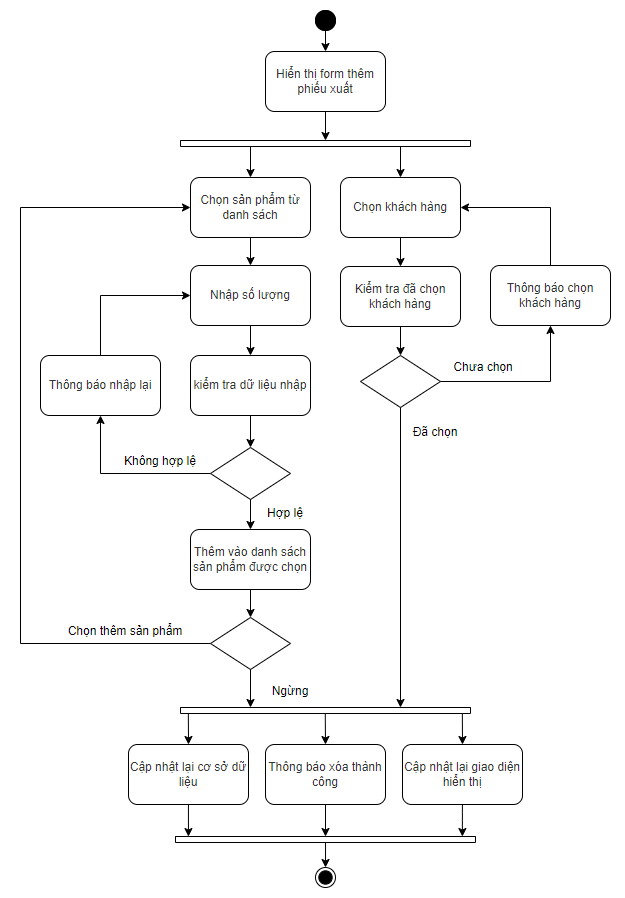 Hiển thị form thêm
phiếu xuất
Chọn sản phẩm từ
danh sách
Chọn khách hàng
Nhập số lượng
Kiểm tra đã chọn
khách hàng
Thông báo chọn
khách hàng
Thông báo nhập lại
kiểm tra dữ liệu nhập
Chưa chọn
Đã chọn
Không hợp lệ
Hợp lệ
Thêm vào danh sách
sản phẩm được chọn
Chọn thêm sản phẩm
Ngừng
Cập nhật lại cơ sở dữ
liệu
Thông báo xóa thành
công
Cập nhật lại giao diện
hiển thị